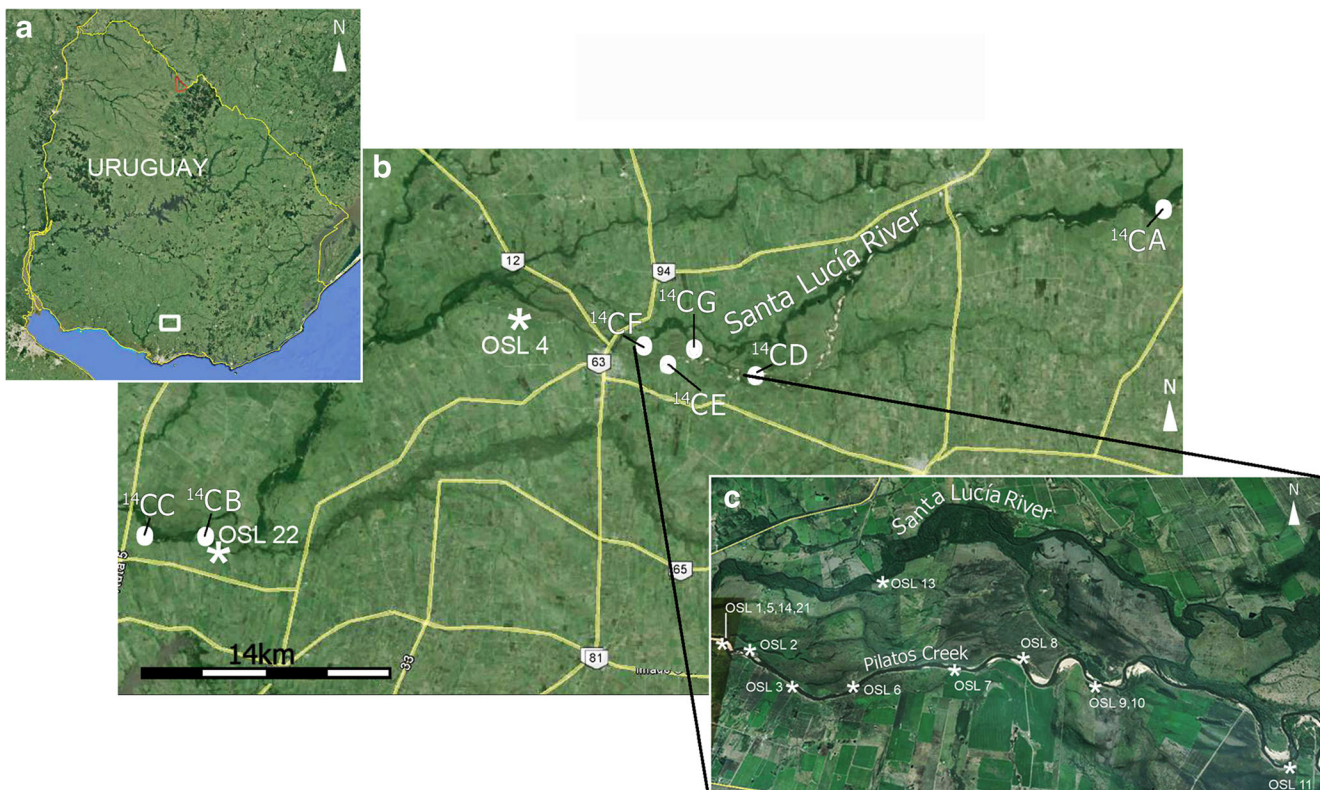 a
N
URUGUAY
b
12
94
Santa Lucía River
¹⁴CA
OSL 4
¹⁴CF
¹⁴CG
63
¹⁴CD
¹⁴CE
N
¹⁴CC
¹⁴CB
OSL 22
65
14km
33
81
c
Santa Lucía River
N
OSL 13
OSL 1,5,14,21
OSL 2
OSL 8
Pilatos Creek
OSL 3
OSL 6
OSL 7
OSL 9,10
OSL 11